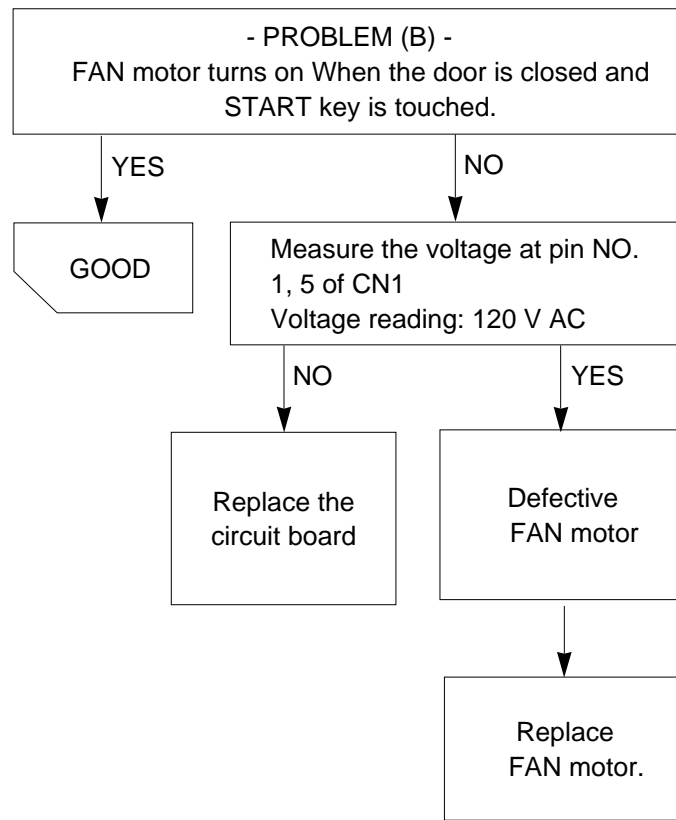 - PROBLEM (B) -
FAN motor turns on When the door is closed and
START key is touched.
YES
NO
GOOD
Measure the voltage at pin NO.
1, 5 of CN1
Voltage reading: 120 V AC
NO
YES
Replace the
circuit board
Defective
FAN motor
Replace
FAN motor.